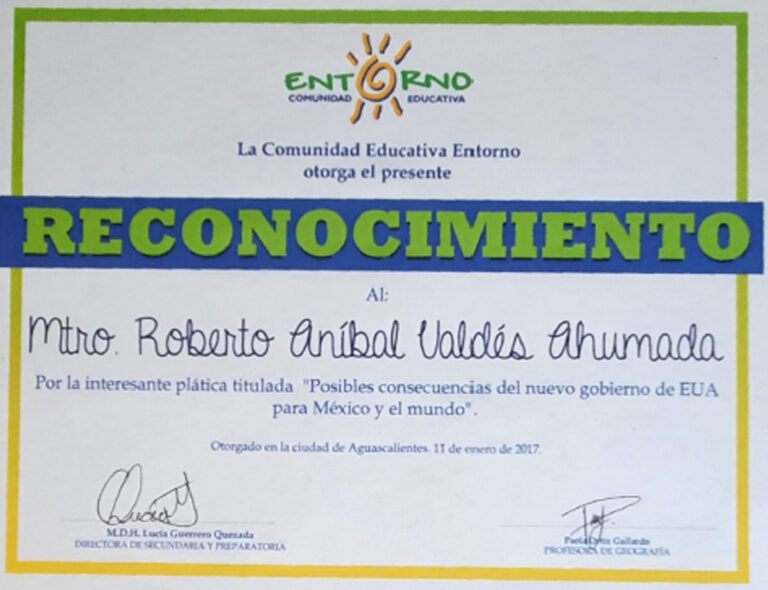 ENTORNO
COMUNIDAD EDUCATIVA
La Comunidad Educativa Entorno
otorga el presente
RECONOCIMIENTO
Al:
Mtro. Roberto Aníbal Valdés Ahumada
Por la interesante plática titulada "Posibles consecuencias del nuevo gobierno de EUA
para México y el mundo".
Otorgado en la ciudad de Aguascalientes. 11 de enero de 2017.
M.D.H. Lucía Guerrero Quezada
DIRECTORA DE SECUNDARIA Y PREPARATORIA
Paola Gallardo
PROFESORA DE GEOGRAFÍA